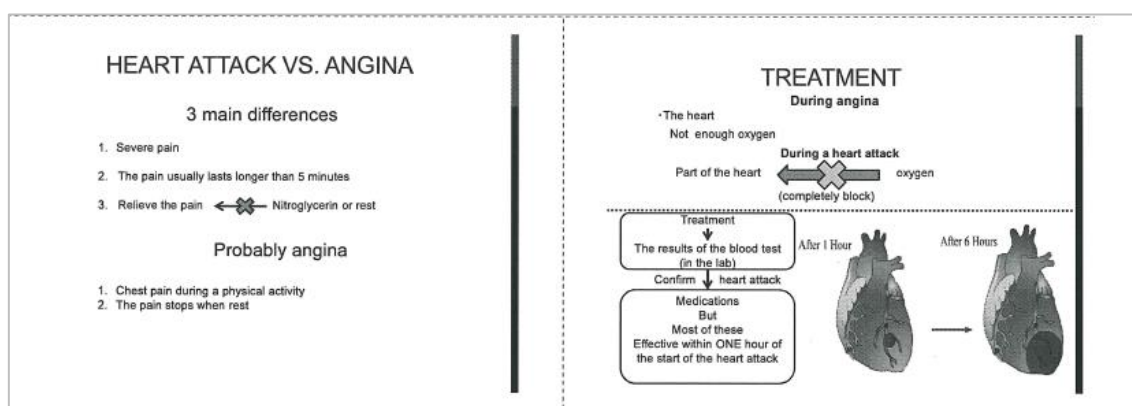 HEART ATTACK VS. ANGINA
3 main differences
1. Severe pain
2. The pain usually lasts longer than 5 minutes
3. Relieve the pain Nitroglycerin or rest
Probably angina
1. Chest pain during a physical activity
2. The pain stops when rest
TREATMENT
During angina
・The heart
Not enough oxygen
During a heart attack
Part of the heart oxygen
(completely block)
Treatment
The results of the blood test
(in the lab)
Confirm heart attack
Medications
But
Most of these
Effective within ONE hour of
the start of the heart attack
After 1 Hour
After 6 Hours